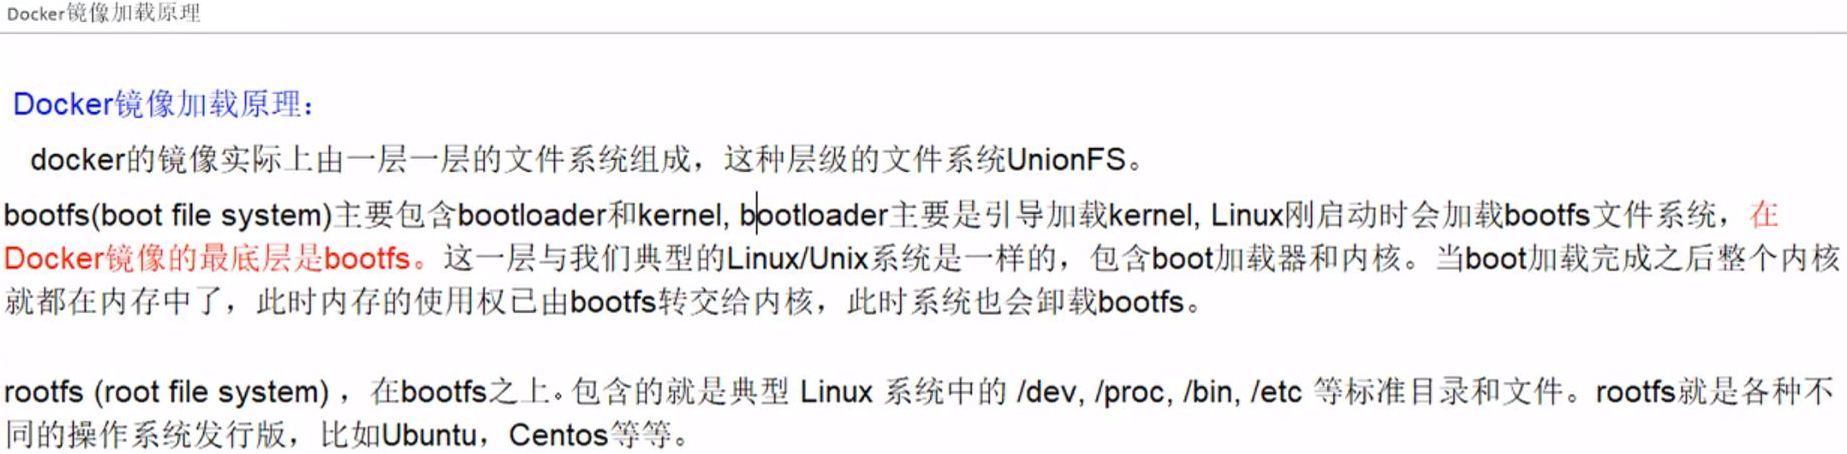 Docker镜像加载原理
Docker镜像加载原理：
docker的镜像实际上由一层一层的文件系统组成，这种层级的文件系统UnionFS。
bootfs(boot file system)主要包含bootloader和kernel, bootloader主要是引导加载kernel, Linux刚启动时会加载bootfs文件系统，在
Docker镜像的最底层是bootfs。这一层与我们典型的Linux/Unix系统是一样的，包含boot加载器和内核。当boot加载完成之后整个内核
就都在内存中了，此时内存的使用权已由bootfs转交给内核，此时系统也会卸载bootfs。
rootfs (root file system) ，在bootfs之上。包含的就是典型 Linux 系统中的 /dev, /proc, /bin, /etc 等标准目录和文件。rootfs就是各种不
同的操作系统发行版，比如Ubuntu，Centos等等。